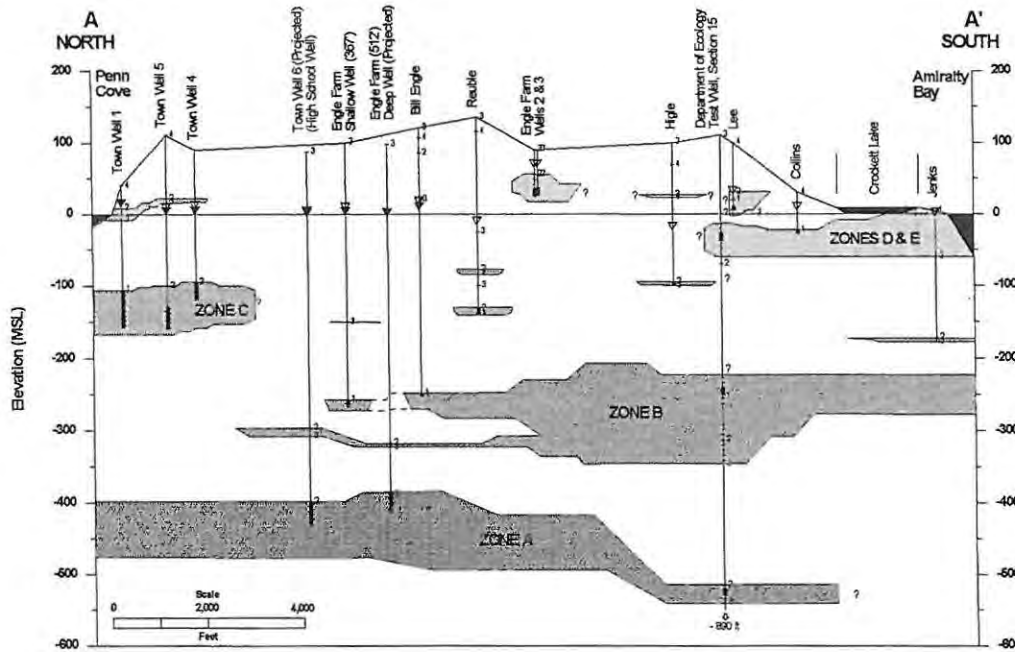 A
NORTH
A'
SOUTH
Penn
Cove
Town Well 1
Town Well 5
Town Well 4
Town Well 6 (Projected)
(High School Well)
Engle Farm
Shallow Well (367)
Engle Farm (512)
Deep Well (Projected)
Bill Engle
Reuble
Engle Farm
Wells 2 & 3
Higle
Department of Ecology
Test Well, Section 15
Lee
Collins
Crockett Lake
Jenks
Amiralty
Bay
200
100
0
-100
-200
-300
-400
-500
-600
Elevation (MSL)
200
100
0
-100
-200
-300
-400
-500
-600
ZONES D & E
ZONE C
ZONE B
ZONE A
Scale
0
2,000
4,000
Feet
- 890 ft